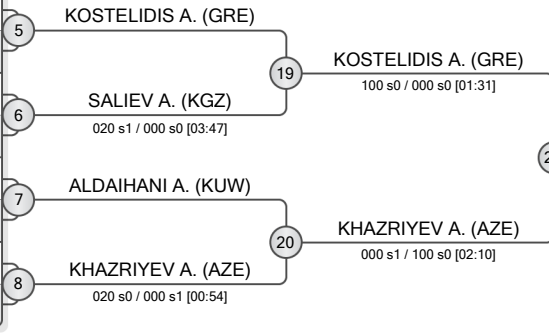 KOSTELIDIS A. (GRE)
5
19
KOSTELIDIS A. (GRE)
100 s0 / 000 s0 [01:31]
SALIEV A. (KGZ)
6
020 s1 / 000 s0 [03:47]
ALDAIHANI A. (KUW)
7
20
KHAZRIYEV A. (AZE)
000 s1 / 100 s0 [02:10]
KHAZRIYEV A. (AZE)
8
020 s0 / 000 s1 [00:54]